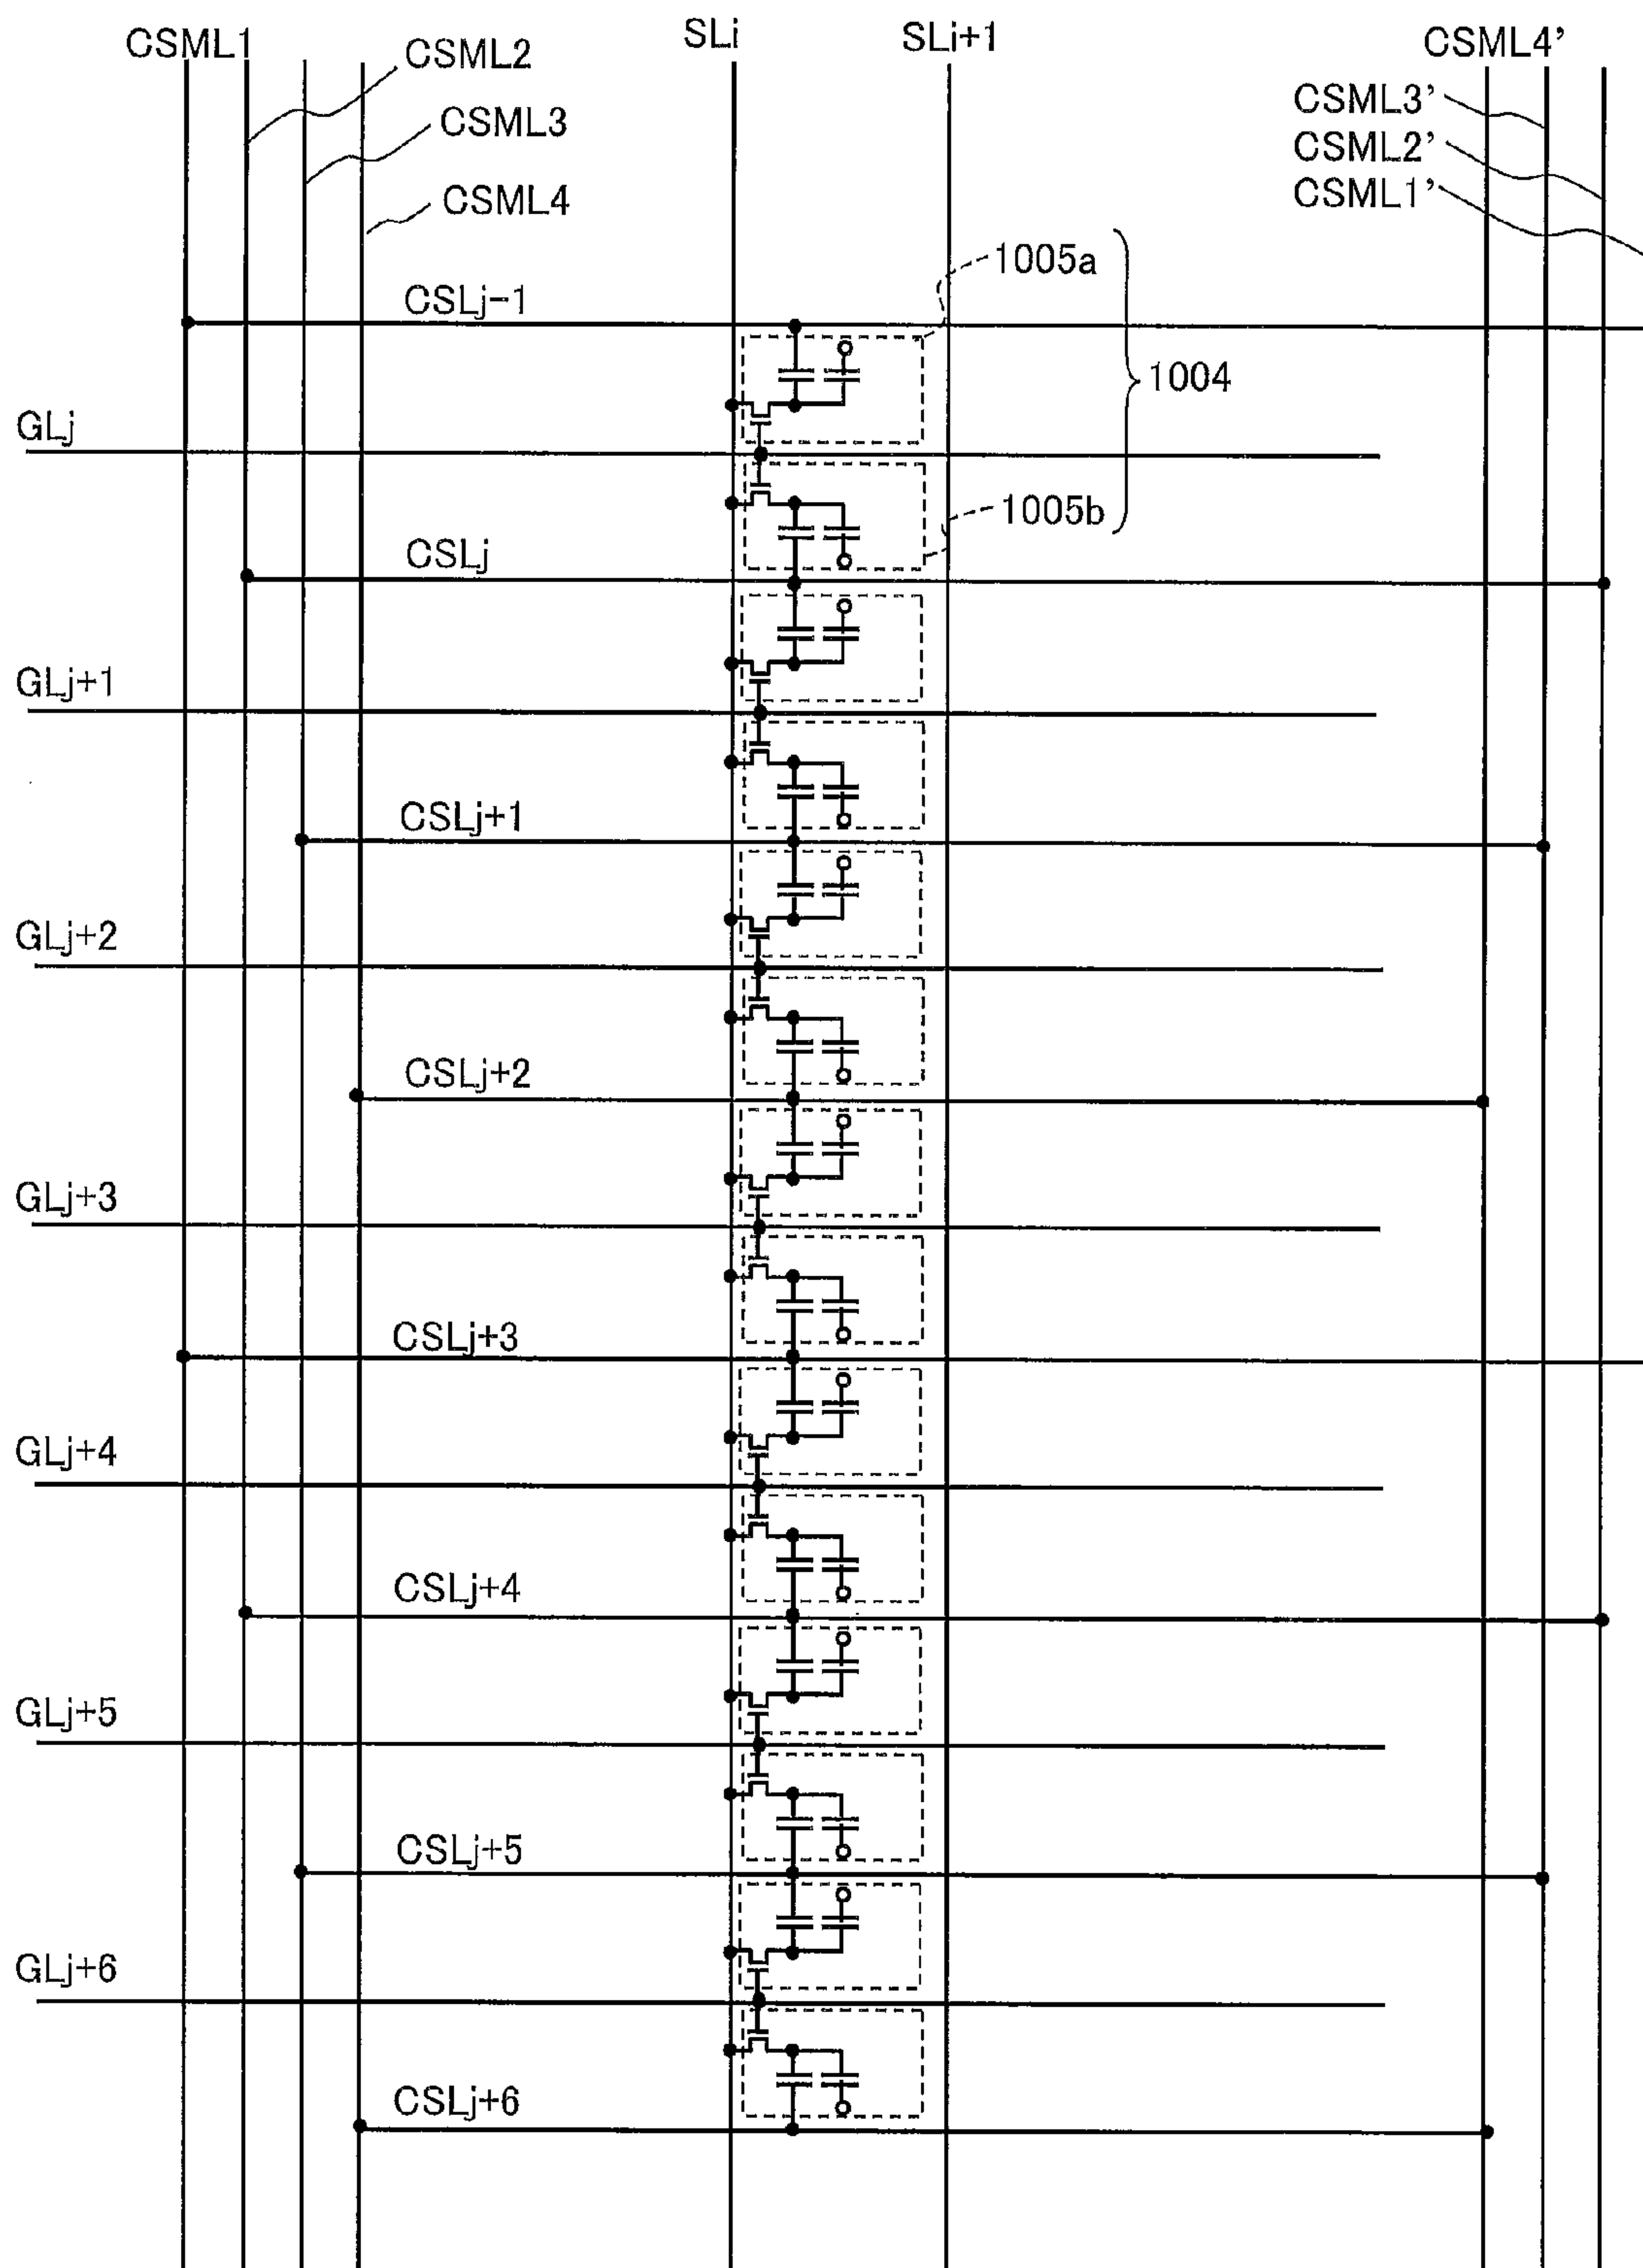 CSML1
CSML2
CSML3
CSML4
SLi
SLi+1
CSML4’
CSML3’
CSML2’
CSML1’
1005a
CSLj-1
1004
GLj
1005b
CSLj
GLj+1
CSLj+1
GLj+2
CSLj+2
GLj+3
CSLj+3
GLj+4
CSLj+4
GLj+5
CSLj+5
GLj+6
CSLj+6